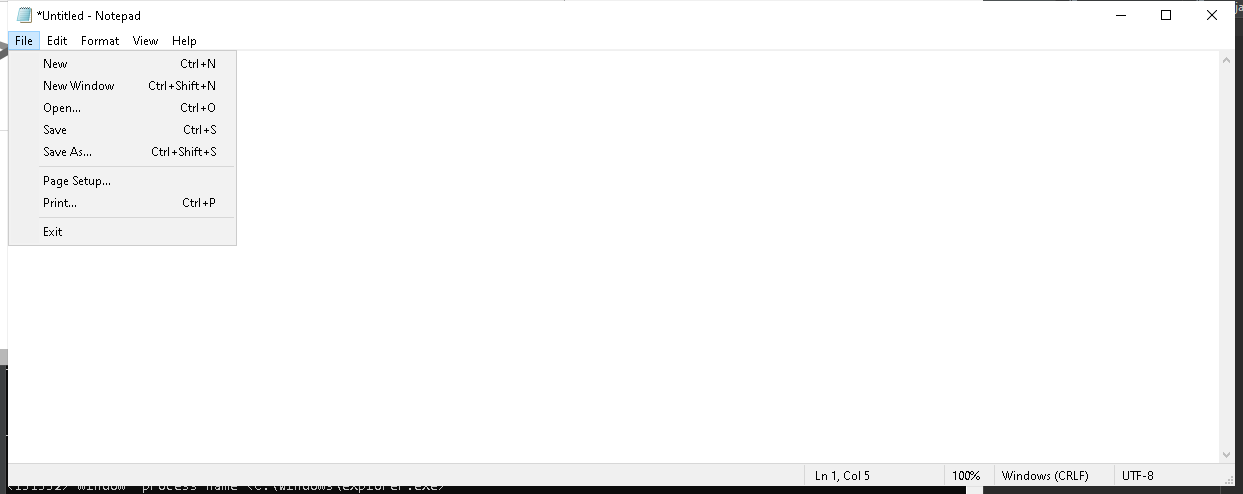 *Untitled - Notepad
File Edit Format View Help
New Ctrl+N
New Window Ctrl+Shift+N
Open... Ctrl+O
Save Ctrl+S
Save As... Ctrl+Shift+S
Page Setup...
Print... Ctrl+P
Exit
Ln 1, Col 5 100% Windows (CRLF) UTF-8
window process name <C:\Windows\explorer.exe>